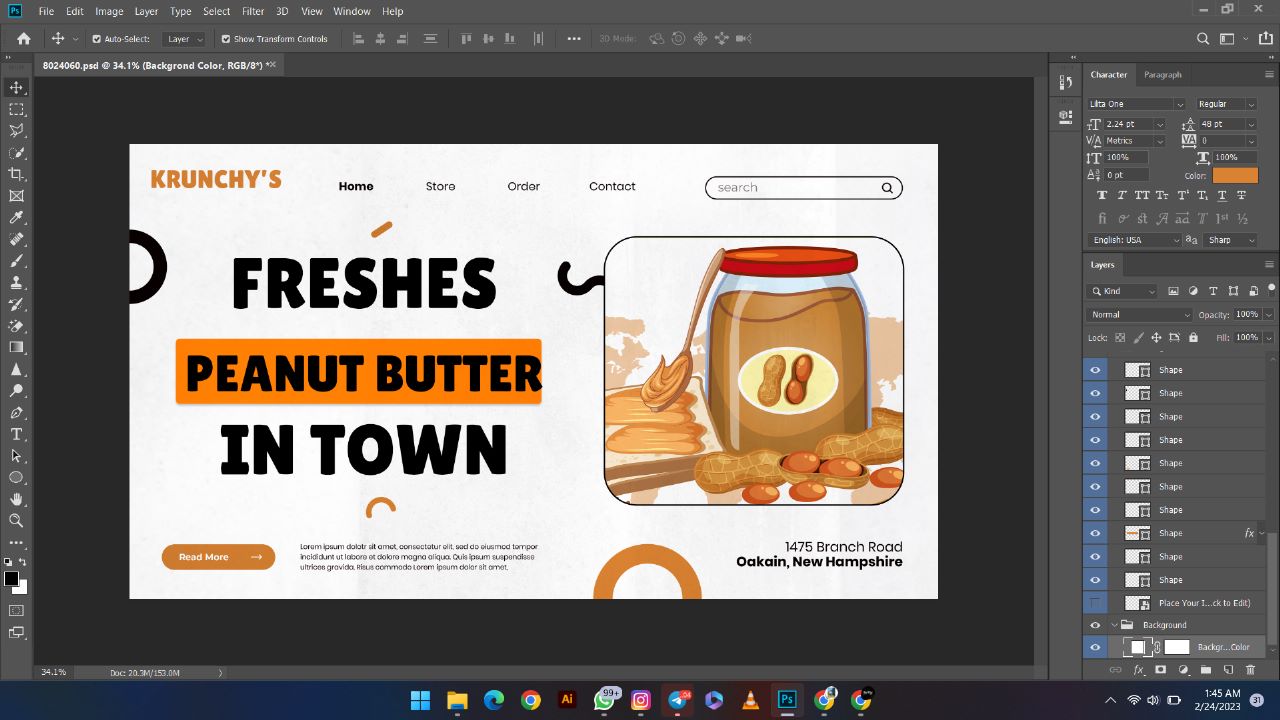 File Edit Image Layer Type Select Filter 3D View Window Help
Auto-Select: Layer Show Transform Controls 3D Mode:
8024060.psd @ 34.1% (Backgrond Color, RGB/8*) *
Character Paragraph
Lilita One Regular
2.24 pt 48 pt
Metrics 0
100% 100%
0 pt Color:
English: USA Sharp
Layers
Kind
Normal Opacity: 100%
Lock: Fill: 100%
Shape
Shape
Shape
Shape
Shape
Shape
Shape
Shape fx
Shape
Shape
Place Your I...ck to Edit)
Background
Backgr...Color
KRUNCHY'S
Home Store Order Contact
search
FRESHES
PEANUT BUTTER
IN TOWN
Read More
Lorem ipsum dolotr sit amet, consectetur elit, sed do eiusmod tempor
incididunt ut labore et dolore magna aliqua. Quis ipsum suspendisse
ultrices gravida. Risus commodo Lorem ipsum dolor sit amet.
1475 Branch Road
Oakain, New Hampshire
34.1% Doc: 20.3M/153.0M
99+
1:45 AM
2/24/2023
31